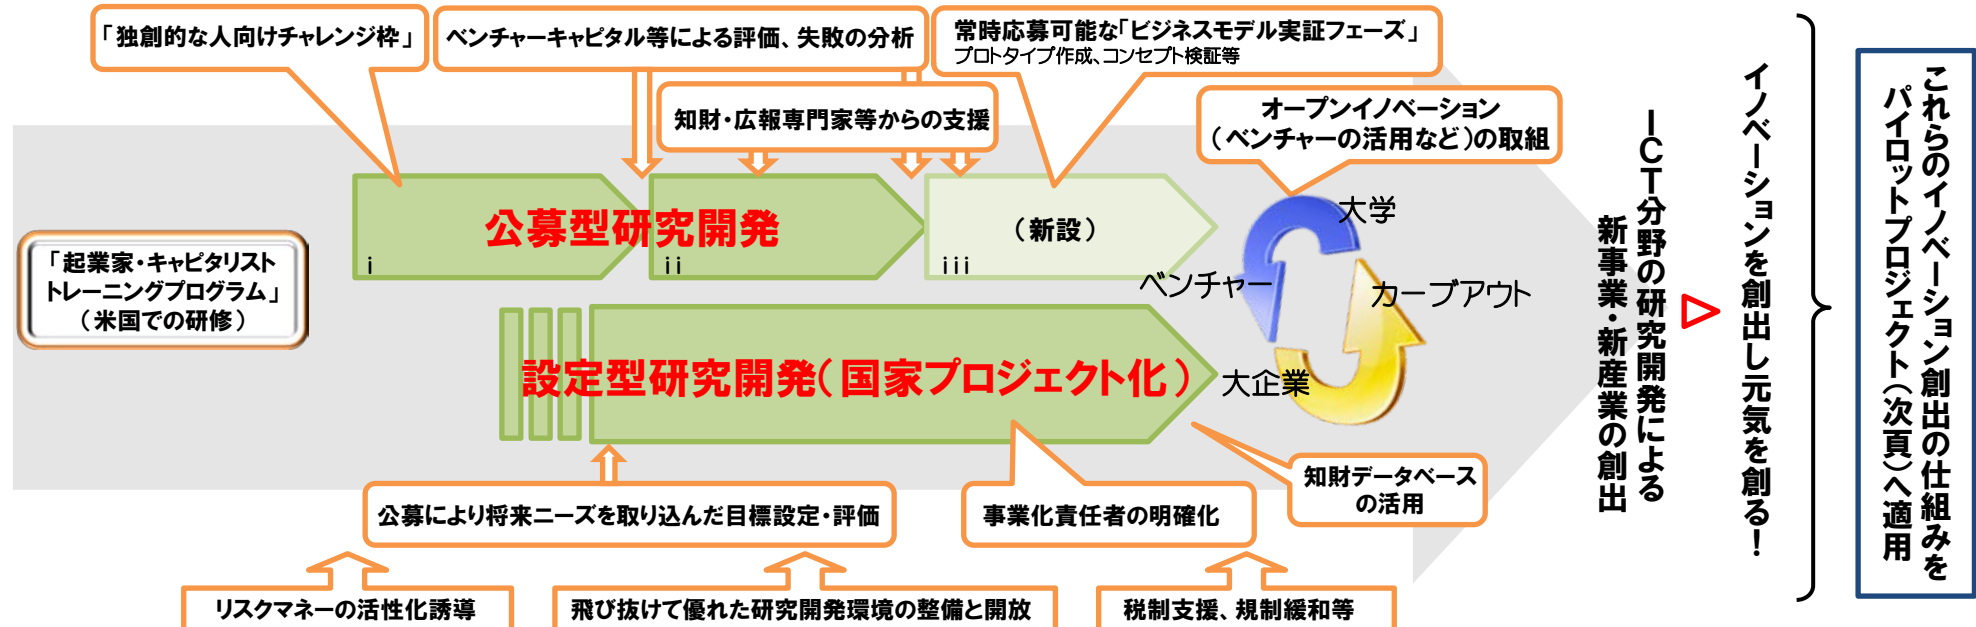 「独創的な人向けチャレンジ枠」
ベンチャーキャピタル等による評価、失敗の分析
常時応募可能な「ビジネスモデル実証フェーズ」
プロトタイプ作成、コンセプト検証等
知財・広報専門家等からの支援
オープンイノベーション
（ベンチャーの活用など）の取組
「起業家・キャピタリスト
トレーニングプログラム」
（米国での研修）
公募型研究開発
i
ii
iii
（新設）
大学
ベンチャー
カーブアウト
大企業
設定型研究開発（国家プロジェクト化）
公募により将来ニーズを取り込んだ目標設定・評価
事業化責任者の明確化
知財データベース
の活用
リスクマネーの活性化誘導
飛び抜けて優れた研究開発環境の整備と開放
税制支援、規制緩和等
ICT分野の研究開発による
新事業・新産業の創出
イノベーションを創出し元気を創る！
これらのイノベーション創出の仕組みを
パイロットプロジェクト（次頁）へ適用